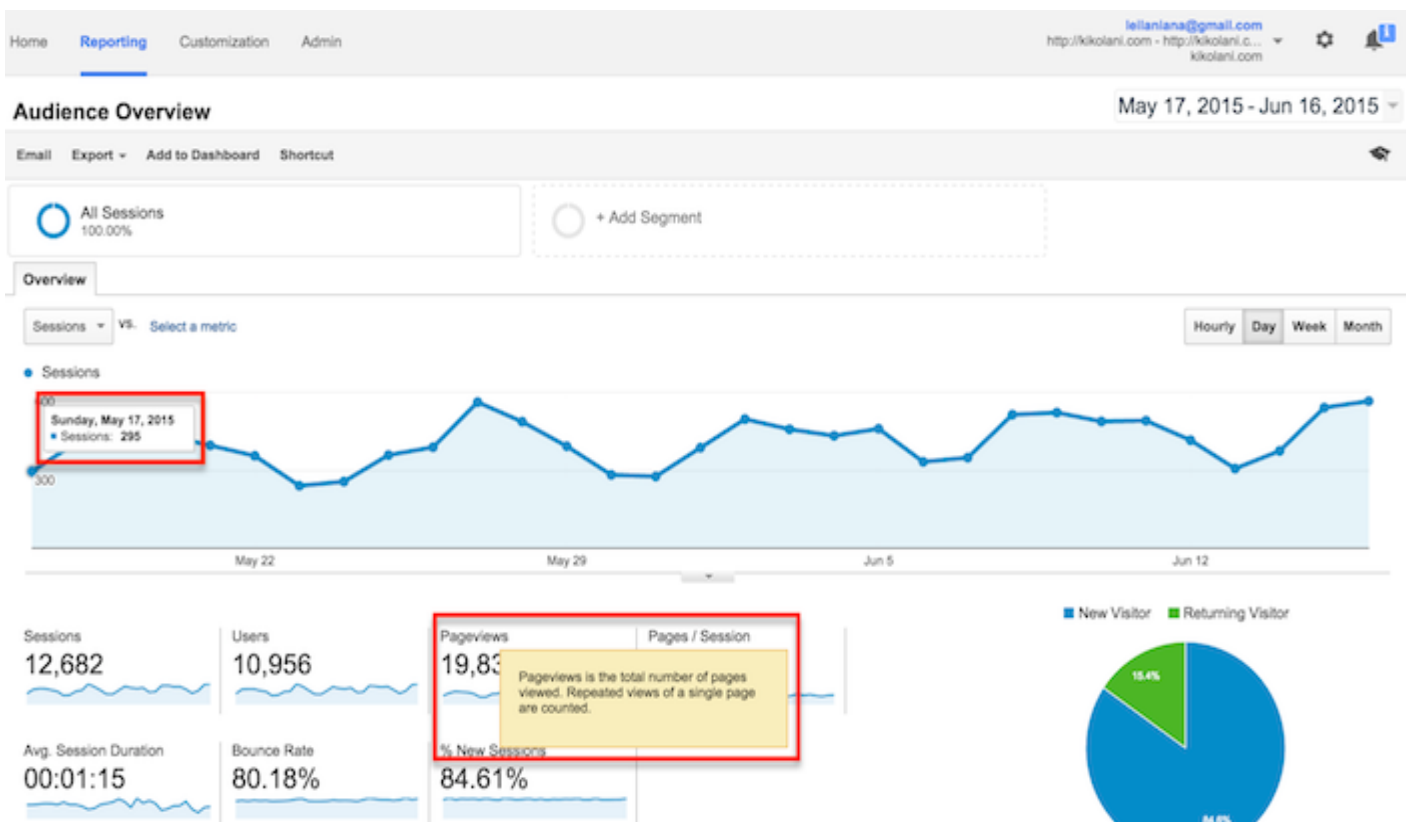 leilaniana@gmail.com
Home Reporting Customization Admin
http://kikolani.com - http://kikolani.c...
kikolani.com
1
Audience Overview
May 17, 2015 - Jun 16, 2015
Email Export Add to Dashboard Shortcut
All Sessions
100.00%
+ Add Segment
Overview
Sessions VS. Select a metric
Hourly Day Week Month
Sessions
Sunday, May 17, 2015
Sessions: 295
300
May 22 May 29 Jun 5 Jun 12
New Visitor Returning Visitor
Sessions Users Pageviews Pages / Session
12,682 10,956 19,83
Pageviews is the total number of pages
viewed. Repeated views of a single page
are counted.
15.4%
Avg. Session Duration Bounce Rate % New Sessions
00:01:15 80.18% 84.61%
84.6%